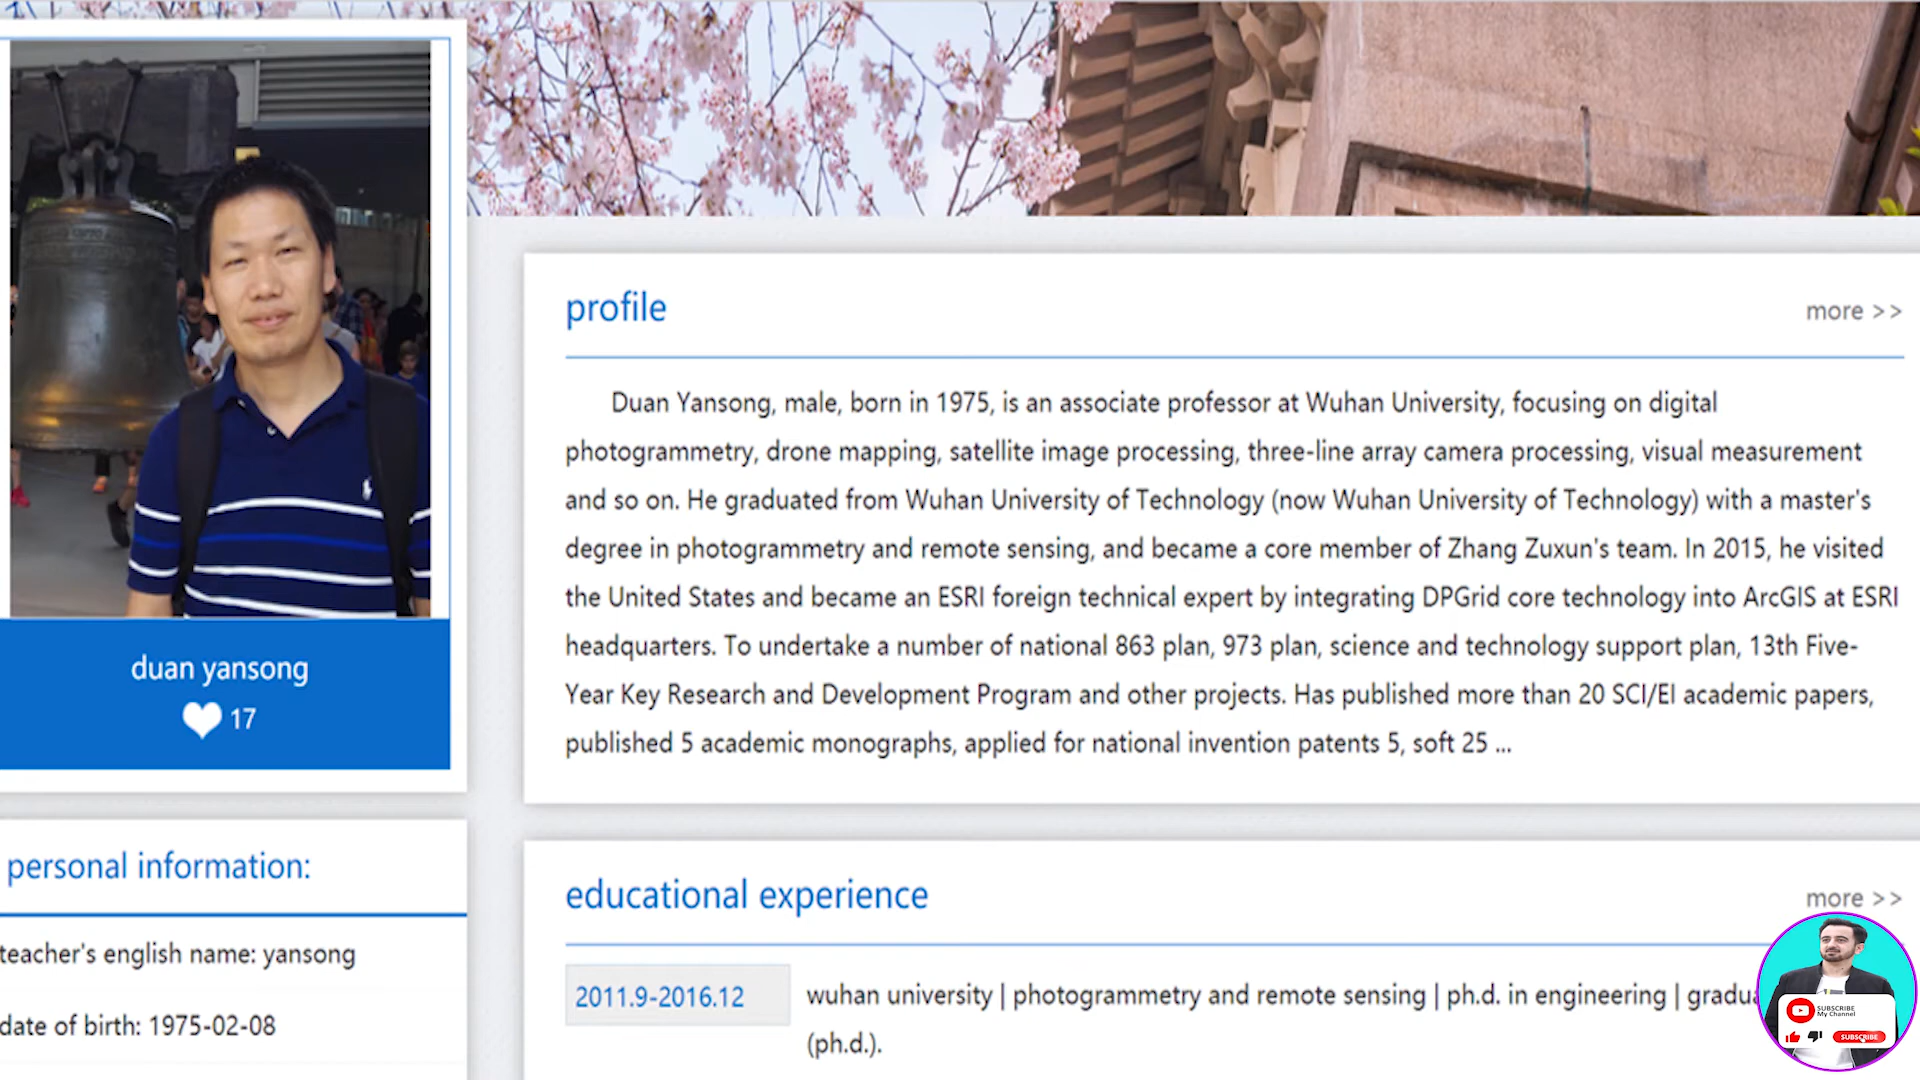 duan yansong
17
personal information:
teacher's english name: yansong
date of birth: 1975-02-08
profile
more >>
Duan Yansong, male, born in 1975, is an associate professor at Wuhan University, focusing on digital
photogrammetry, drone mapping, satellite image processing, three-line array camera processing, visual measurement
and so on. He graduated from Wuhan University of Technology (now Wuhan University of Technology) with a master's
degree in photogrammetry and remote sensing, and became a core member of Zhang Zuxun's team. In 2015, he visited
the United States and became an ESRI foreign technical expert by integrating DPGrid core technology into ArcGIS at ESRI
headquarters. To undertake a number of national 863 plan, 973 plan, science and technology support plan, 13th Five-
Year Key Research and Development Program and other projects. Has published more than 20 SCI/EI academic papers,
published 5 academic monographs, applied for national invention patents 5, soft 25 ...
educational experience
more >>
2011.9-2016.12
wuhan university | photogrammetry and remote sensing | ph.d. in engineering | gradua
(ph.d.).
SUBSCRIBE
My Channel
SUBSCRIBE